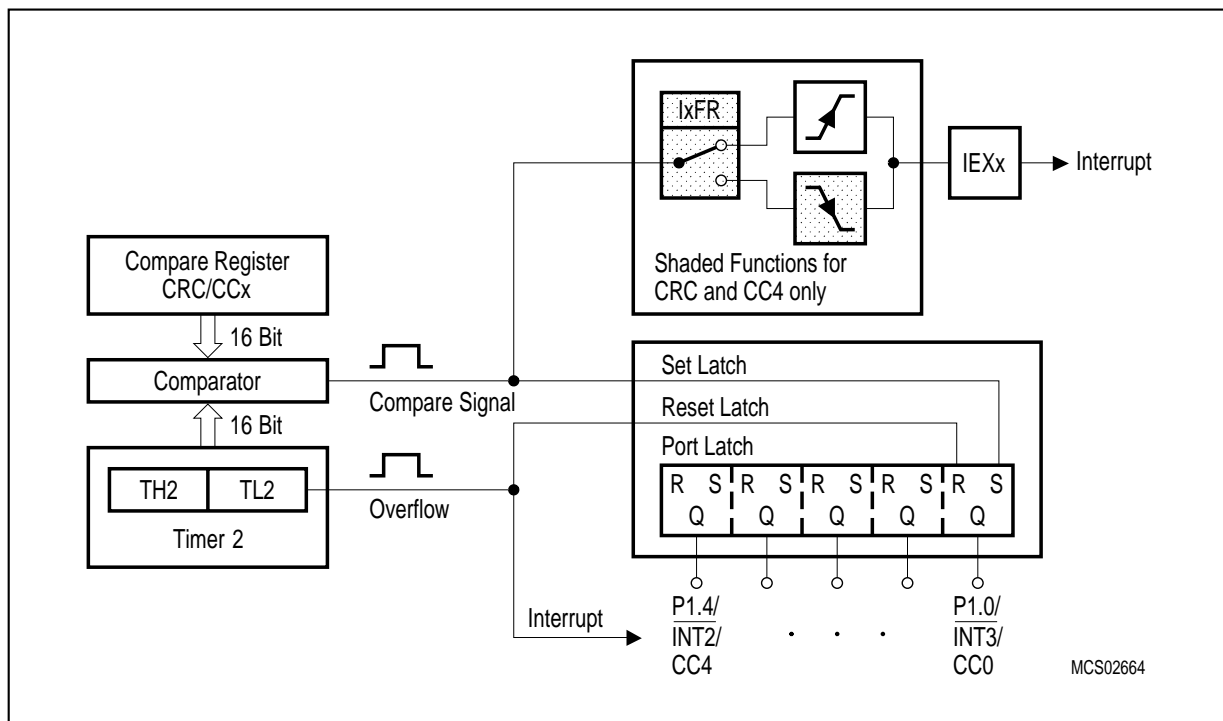 IxFR
IEXx
Interrupt
Shaded Functions for
CRC and CC4 only
Compare Register
CRC/CCx
16 Bit
Comparator
16 Bit
TH2
TL2
Timer 2
Compare Signal
Overflow
Interrupt
Set Latch
Reset Latch
Port Latch
R S R S R S R S R S
Q Q Q Q Q
P1.4/
INT2/
CC4
. . .
P1.0/
INT3/
CC0
MCS02664